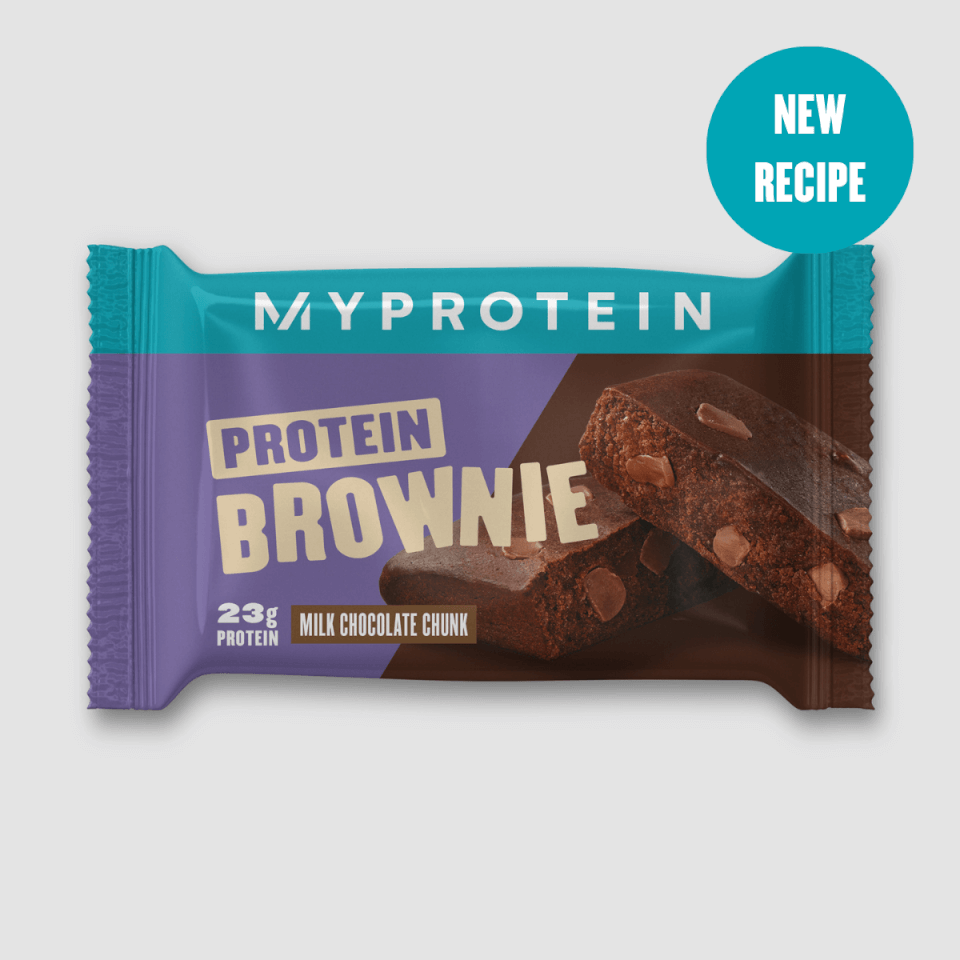 NEW
RECIPE
MYPROTEIN
PROTEIN
BROWNIE
23g
PROTEIN
MILK CHOCOLATE CHUNK